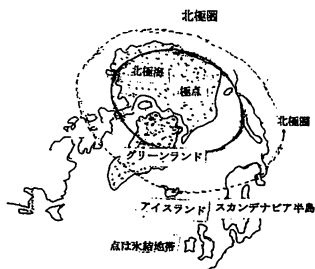 北極圏
北極海
極点
北極圏
グリーンランド
アイスランド
スカンデナビア半島
点は氷結地帯